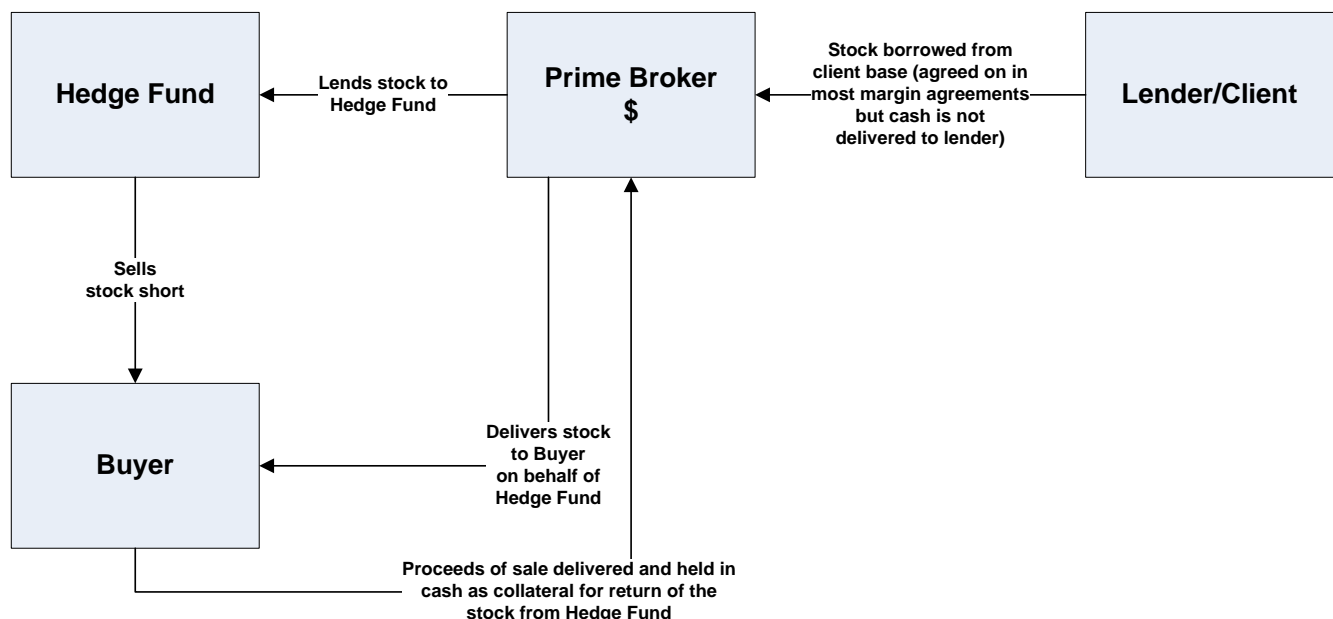 Hedge Fund
Lends stock to
Hedge Fund
Prime Broker
$
Stock borrowed from
client base (agreed on in
most margin agreements
but cash is not
delivered to lender)
Lender/Client
Sells
stock short
Buyer
Delivers stock
to Buyer
on behalf of
Hedge Fund
Proceeds of sale delivered and held in
cash as collateral for return of the
stock from Hedge Fund